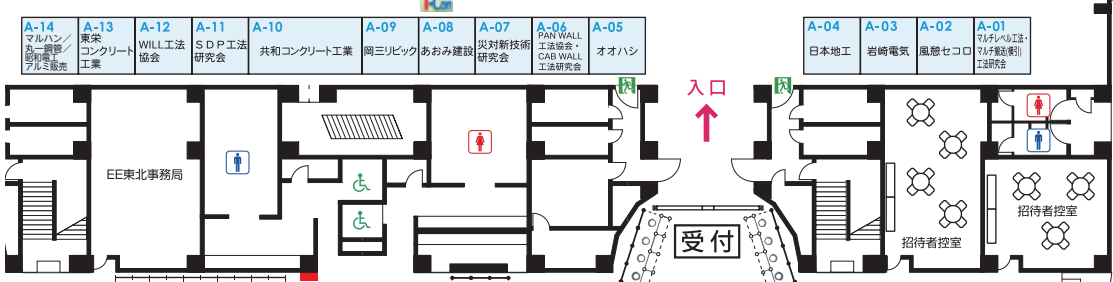 i-Con
A-14
マルハン／
丸一鋼管／
昭和電工
アルミ販売
A-13
東栄
コンクリート
工業
A-12
WILL工法
協会
A-11
SDP工法
研究会
A-10
共和コンクリート工業
A-09
岡三リビック
A-08
あおみ建設
A-07
災対新技術
研究会
A-06
PAN WALL
工法協会・
CAB WALL
工法研究会
A-05
オオハシ
A-04
日本地工
A-03
岩崎電気
A-02
風憩セコロ
A-01
マルチレベル工法・
マルチ搬送(横引)
工法研究会
入口
EE東北事務局
受付
招待者控室
招待者控室